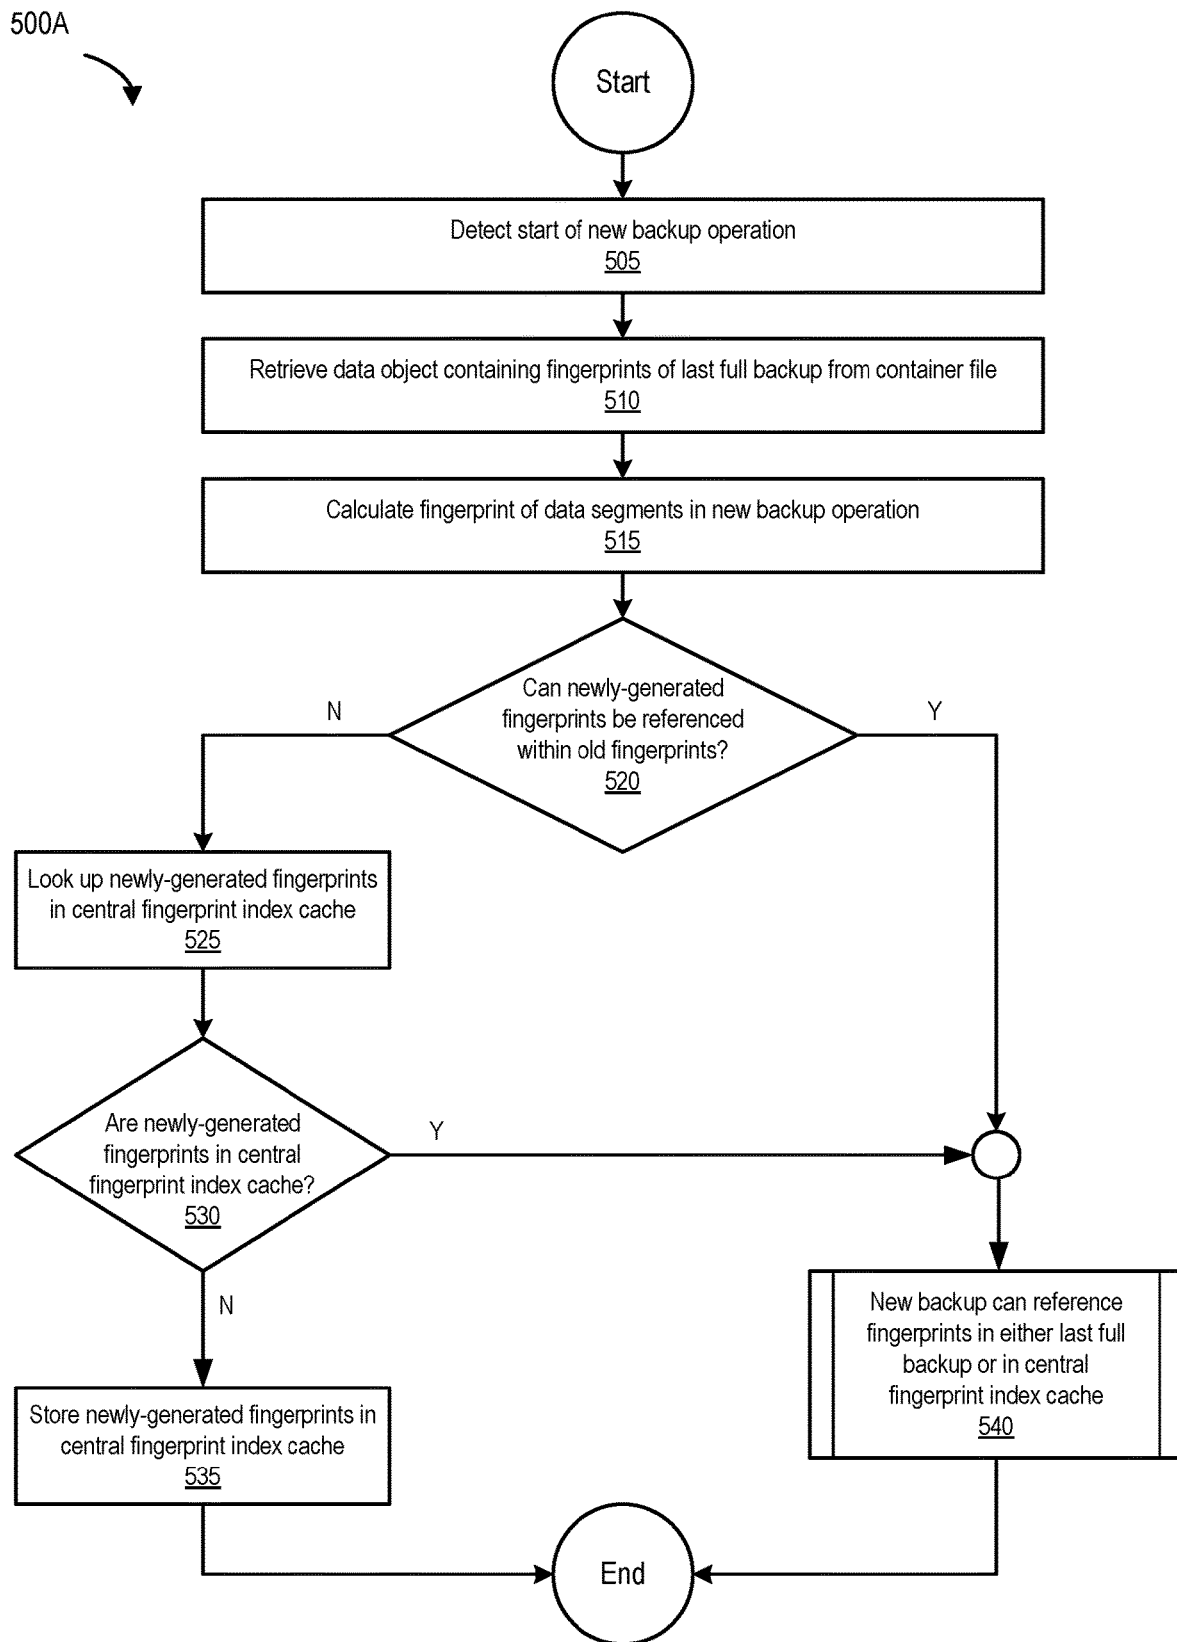 500A
Start
Detect start of new backup operation
505
Retrieve data object containing fingerprints of last full backup from container file
510
Calculate fingerprint of data segments in new backup operation
515
Can newly-generated
fingerprints be referenced
within old fingerprints?
520
N
Y
Look up newly-generated fingerprints
in central fingerprint index cache
525
Are newly-generated
fingerprints in central
fingerprint index cache?
530
Y
N
New backup can reference
fingerprints in either last full
backup or in central
fingerprint index cache
540
Store newly-generated fingerprints in
central fingerprint index cache
535
End